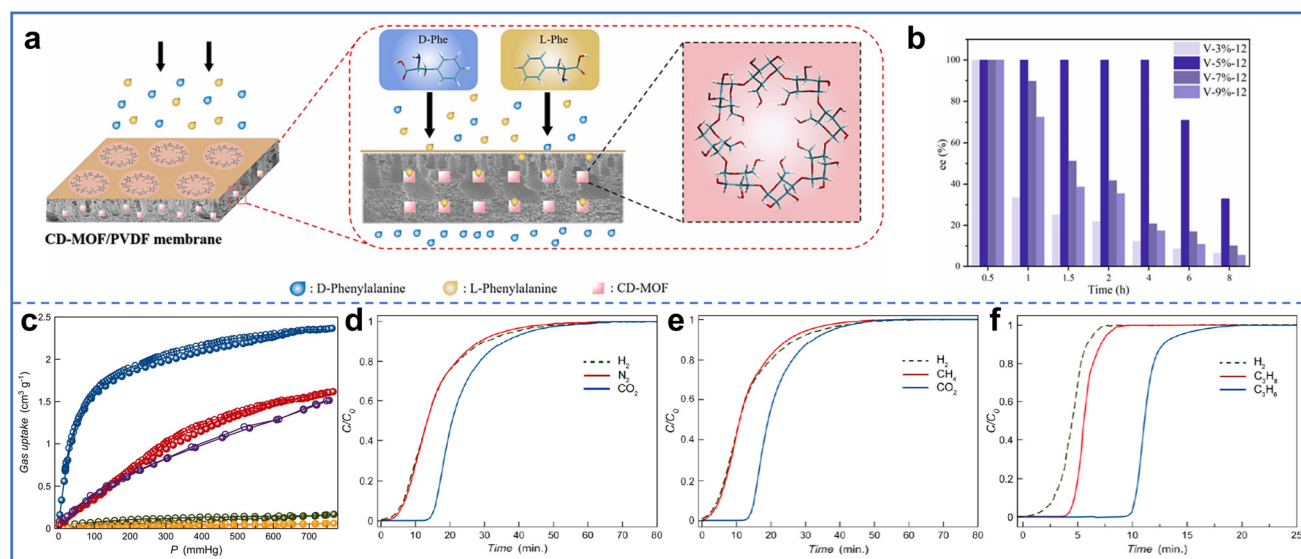 a
D-Phe
L-Phe
CD-MOF/PVDF membrane
: D-Phenylalanine
: L-Phenylalanine
: CD-MOF
b
V-3%-12
V-5%-12
V-7%-12
V-9%-12
100
80
60
40
20
0
ee (%)
0.5 1 1.5 2 4 6 8
Time (h)
c
2.5
2
1.5
1
0.5
0
Gas uptake (cm³ g⁻¹)
0 100 200 300 400 500 600 700 800
P (mmHg)
d
H₂
N₂
CO₂
1
0.8
0.6
0.4
0.2
0
C/C₀
0 10 20 30 40 50 60 70 80
Time (min.)
e
H₂
CH₄
CO₂
1
0.8
0.6
0.4
0.2
0
C/C₀
0 10 20 30 40 50 60 70 80
Time (min.)
f
H₂
C₃H₈
C₃H₆
1
0.8
0.6
0.4
0.2
0
C/C₀
0 5 10 15 20 25
Time (min.)